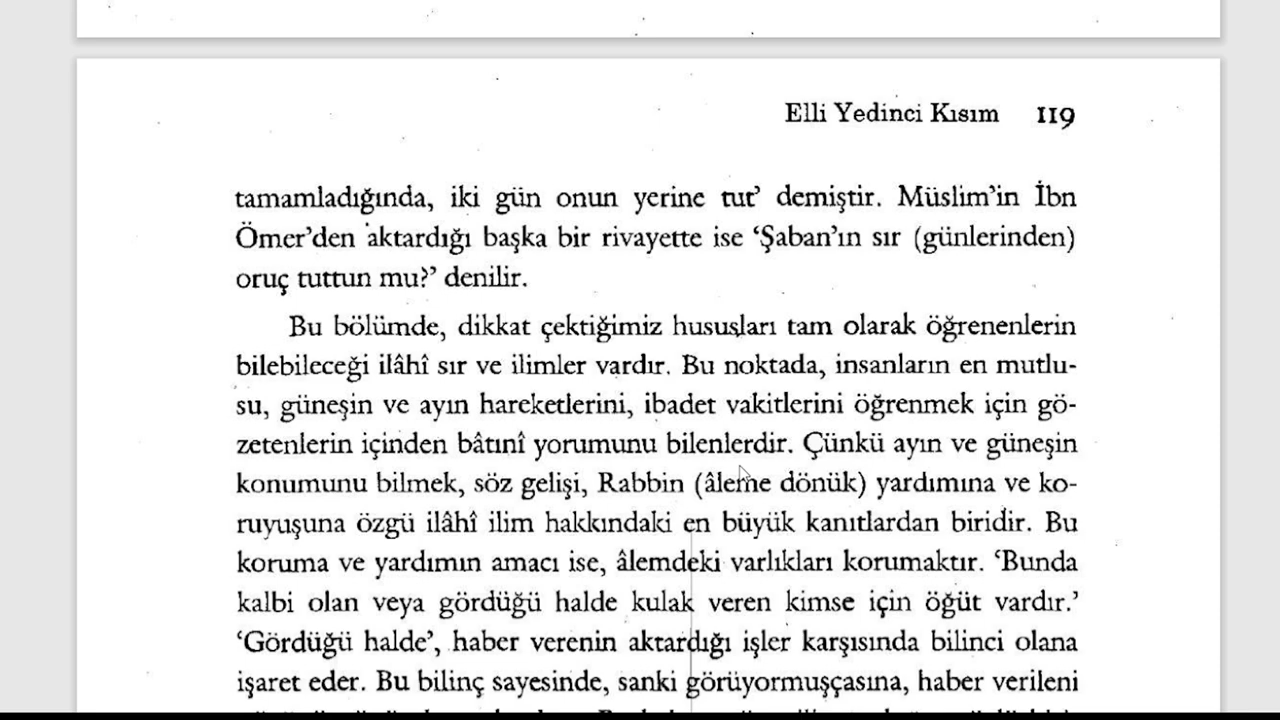 Elli Yedinci Kısım 119
tamamladığında, iki gün onun yerine tut’ demiştir. Müslim’in İbn
Ömer’den aktardığı başka bir rivayette ise ‘Şaban’ın sır (günlerinden)
oruç tuttun mu?’ denilir.
Bu bölümde, dikkat çektiğimiz hususları tam olarak öğrenenlerin
bilebileceği ilâhî sır ve ilimler vardır. Bu noktada, insanların en mutlu-
su, güneşin ve ayın hareketlerini, ibadet vakitlerini öğrenmek için gö-
zetenlerin içinden bâtınî yorumunu bilenlerdir. Çünkü ayın ve güneşin
konumunu bilmek, söz gelişi, Rabbin (âleme dönük) yardımına ve ko-
ruyuşuna özgü ilâhî ilim hakkındaki en büyük kanıtlardan biridir. Bu
koruma ve yardımın amacı ise, âlemdeki varlıkları korumaktır. ‘Bunda
kalbi olan veya gördüğü halde kulak veren kimse için öğüt vardır.’
‘Gördüğü halde’, haber verenin aktardığı işler karşısında bilinci olana
işaret eder. Bu bilinç sayesinde, sanki görüyormuşçasına, haber verileni